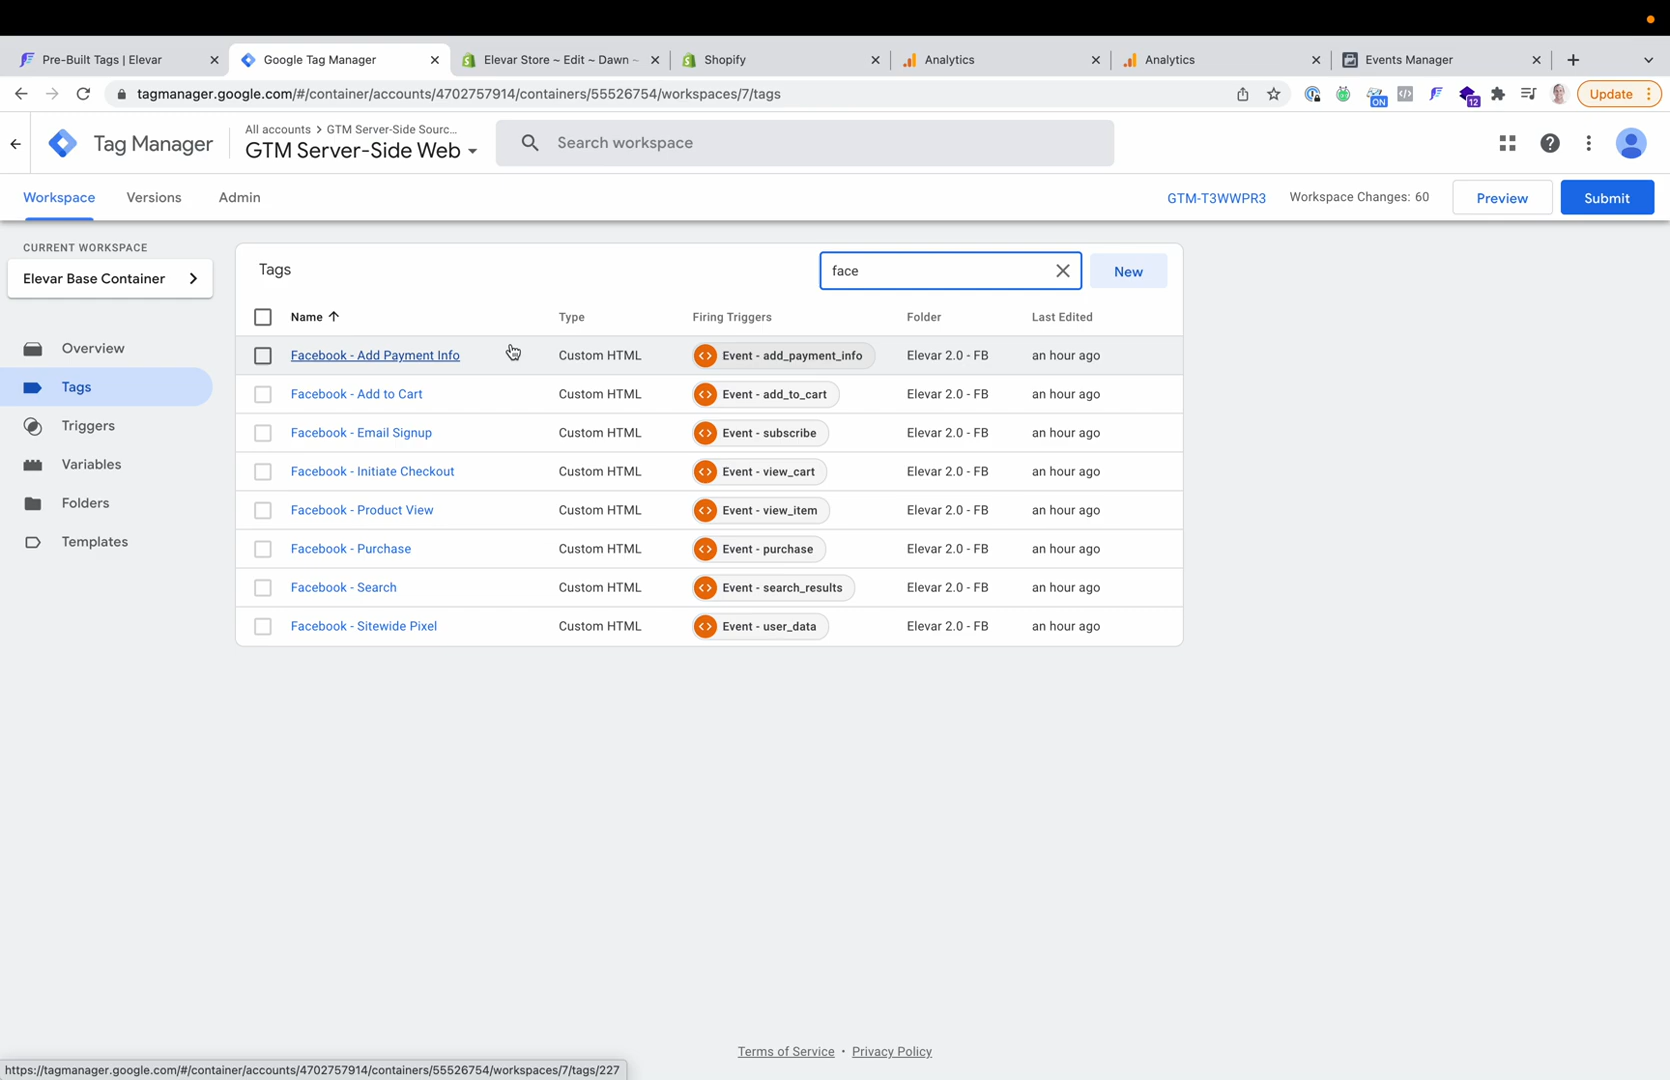 Pre-Built Tags | Elevar
Google Tag Manager
Elevar Store ~ Edit ~ Dawn ~
Shopify
Analytics
Analytics
Events Manager
tagmanager.google.com/#/container/accounts/4702757914/containers/55526754/workspaces/7/tags
ON
12
Update
Tag Manager
All accounts > GTM Server-Side Sourc...
GTM Server-Side Web
Search workspace
Workspace
Versions
Admin
GTM-T3WWPR3
Workspace Changes: 60
Preview
Submit
CURRENT WORKSPACE
Elevar Base Container
Overview
Tags
Triggers
Variables
Folders
Templates
Tags
face
New
Name Type Firing Triggers Folder Last Edited
Facebook - Add Payment Info Custom HTML Event - add_payment_info Elevar 2.0 - FB an hour ago
Facebook - Add to Cart Custom HTML Event - add_to_cart Elevar 2.0 - FB an hour ago
Facebook - Email Signup Custom HTML Event - subscribe Elevar 2.0 - FB an hour ago
Facebook - Initiate Checkout Custom HTML Event - view_cart Elevar 2.0 - FB an hour ago
Facebook - Product View Custom HTML Event - view_item Elevar 2.0 - FB an hour ago
Facebook - Purchase Custom HTML Event - purchase Elevar 2.0 - FB an hour ago
Facebook - Search Custom HTML Event - search_results Elevar 2.0 - FB an hour ago
Facebook - Sitewide Pixel Custom HTML Event - user_data Elevar 2.0 - FB an hour ago
Terms of Service · Privacy Policy
https://tagmanager.google.com/#/container/accounts/4702757914/containers/55526754/workspaces/7/tags/227